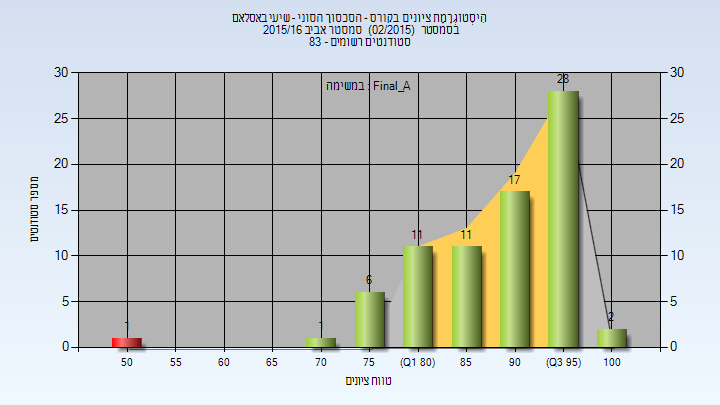 היסטוגרמת ציונים בקורס - הסכסוך הסוני - שיעי באסלאם
בסמסטר (02/2015) סמסטר אביב 2015/16
סטודנטים רשומים - 83
במשימה : Final_A
30 30
25 25
20 20
15 15
10 10
5 5
0 0
מספר סטודנטים
1 1 6 11 11 17 28 2
50 55 60 65 70 75 (Q1 80) 85 90 (Q3 95) 100
טווח ציונים